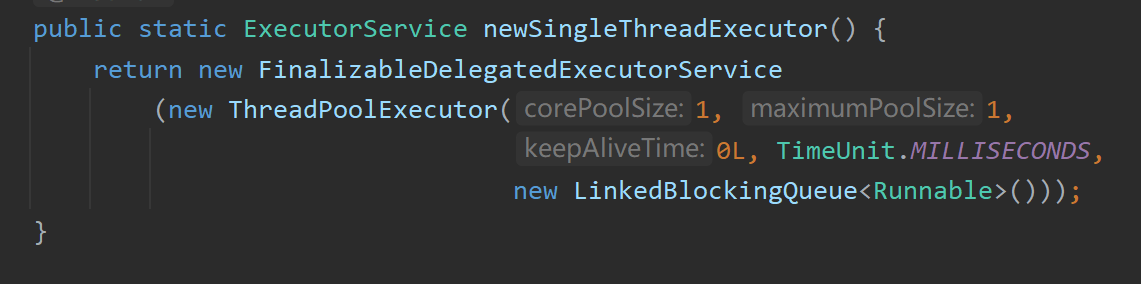 public static ExecutorService newSingleThreadExecutor() {
return new FinalizableDelegatedExecutorService
(new ThreadPoolExecutor( corePoolSize: 1, maximumPoolSize: 1,
keepAliveTime: 0L, TimeUnit.MILLISECONDS,
new LinkedBlockingQueue<Runnable>()));
}